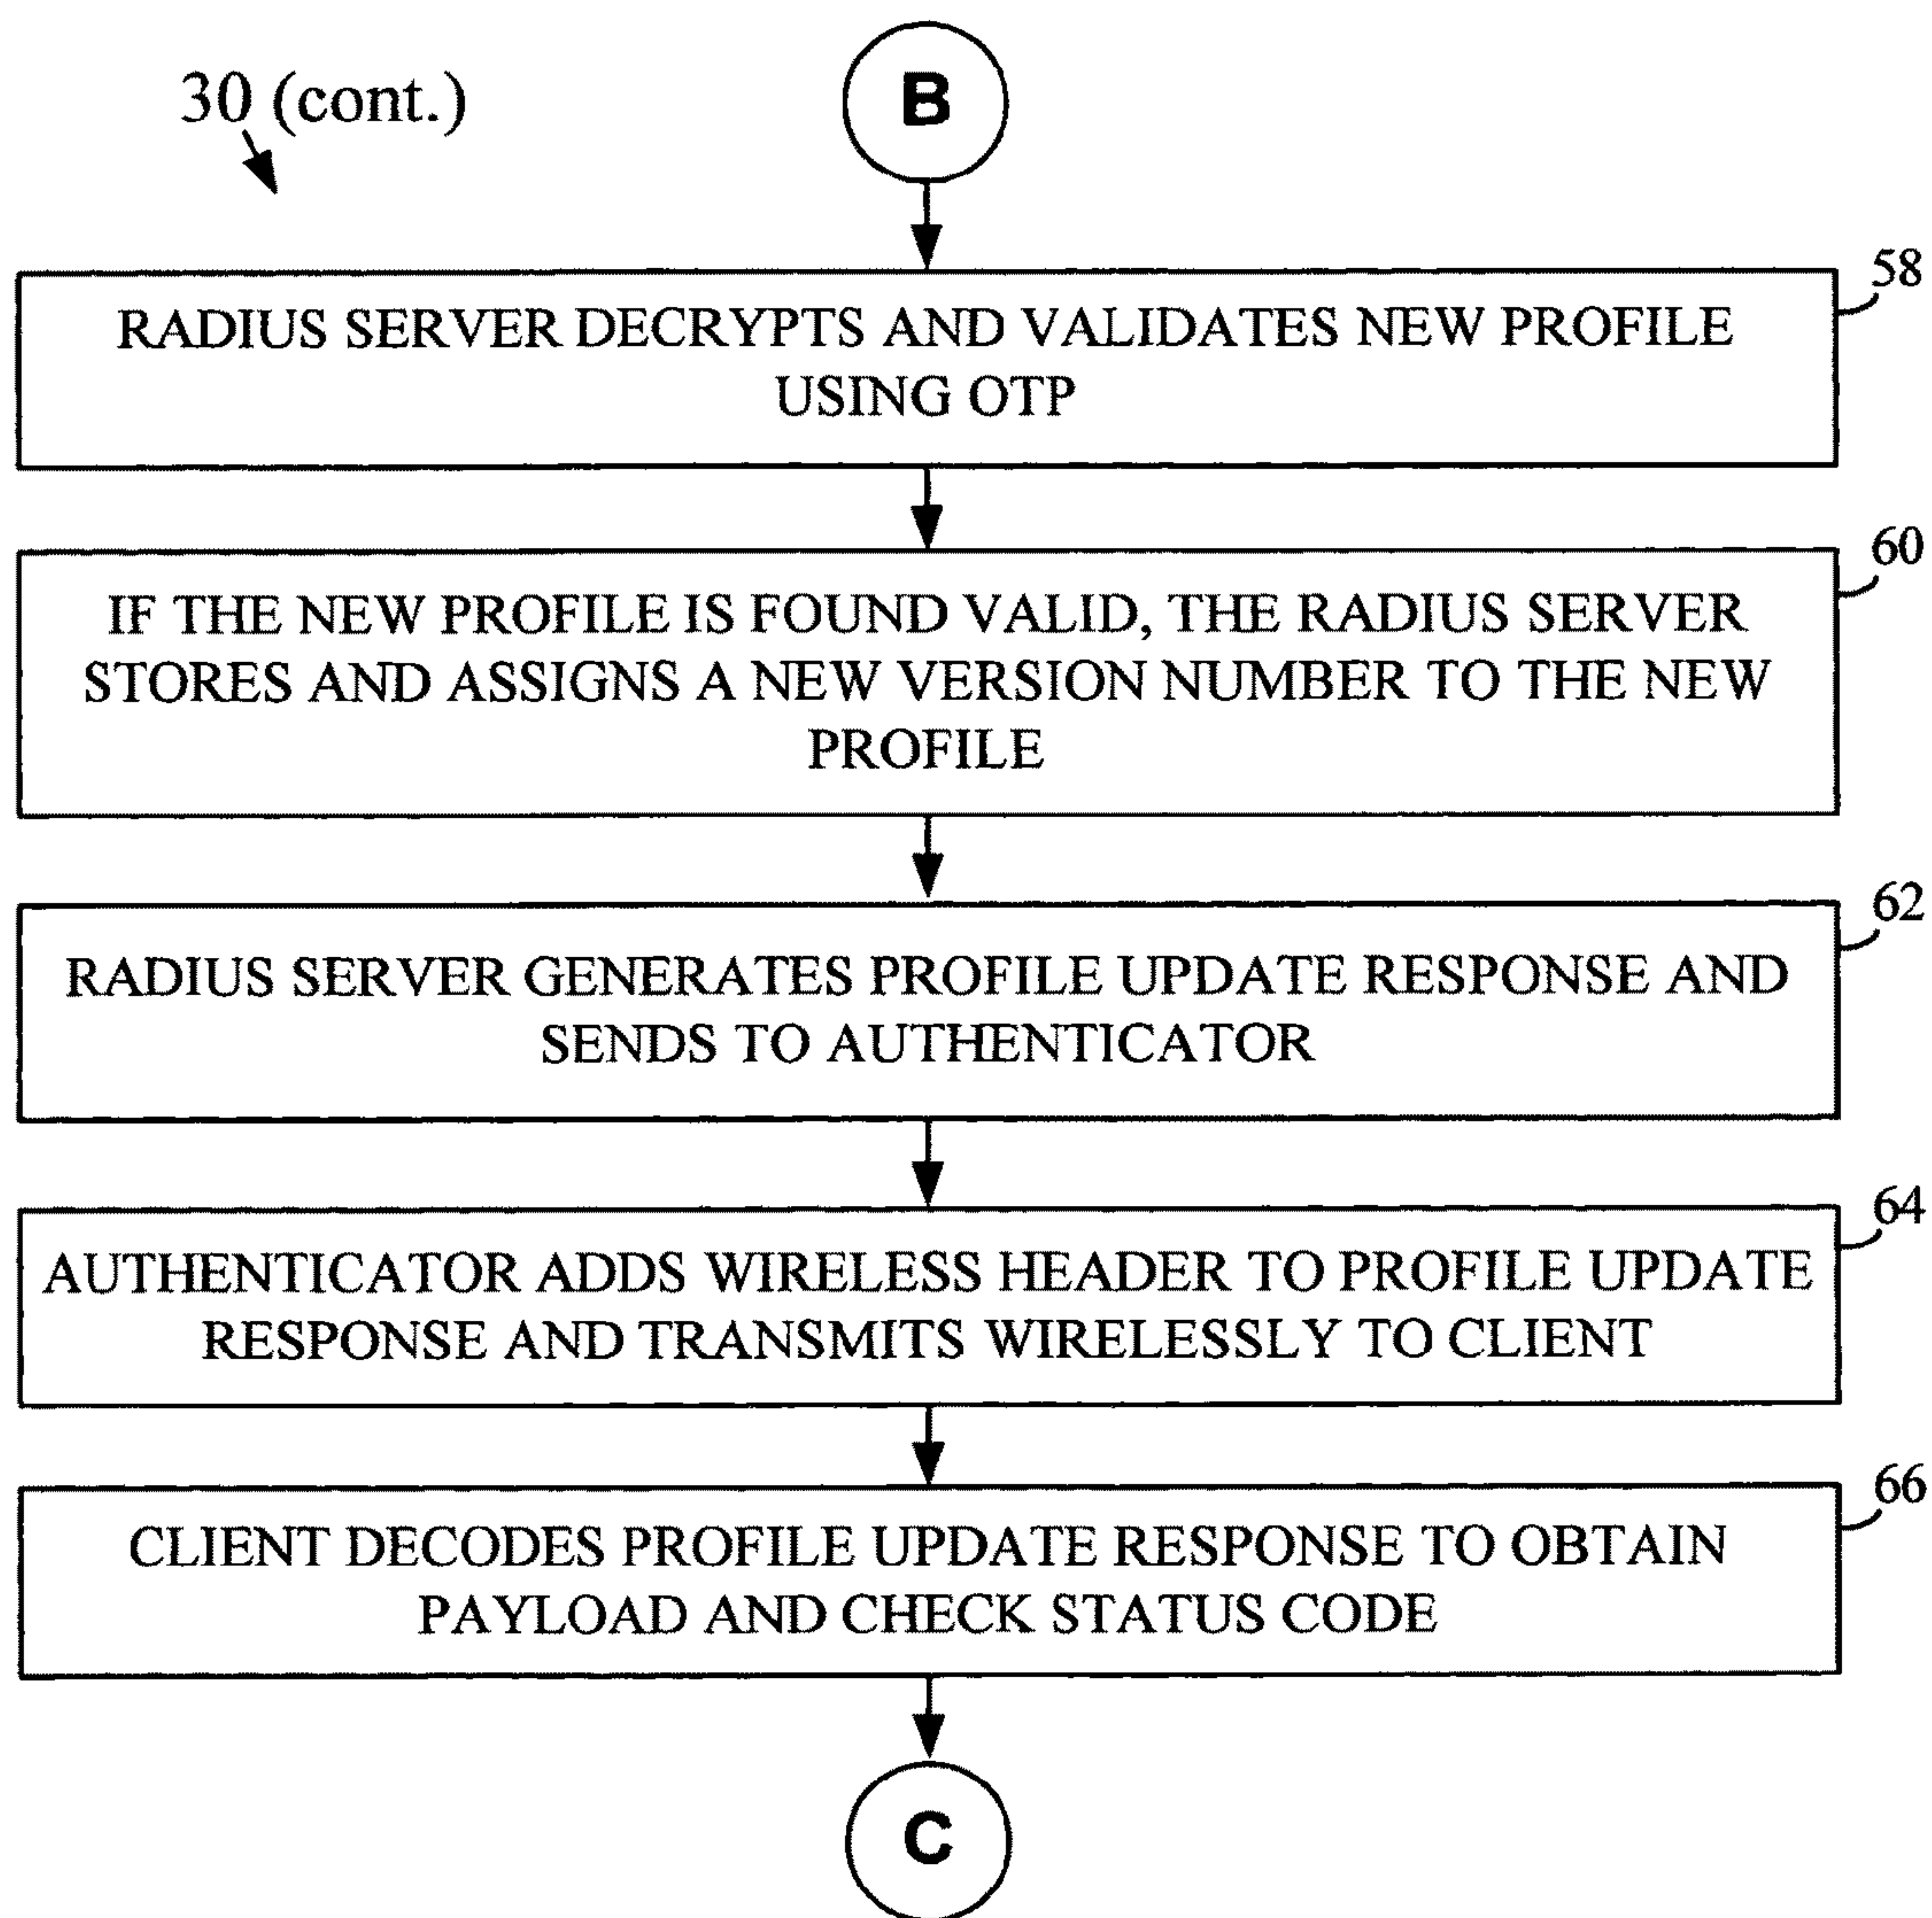 30 (cont.)
B
58
RADIUS SERVER DECRYPTS AND VALIDATES NEW PROFILE
USING OTP
60
IF THE NEW PROFILE IS FOUND VALID, THE RADIUS SERVER
STORES AND ASSIGNS A NEW VERSION NUMBER TO THE NEW
PROFILE
62
RADIUS SERVER GENERATES PROFILE UPDATE RESPONSE AND
SENDS TO AUTHENTICATOR
64
AUTHENTICATOR ADDS WIRELESS HEADER TO PROFILE UPDATE
RESPONSE AND TRANSMITS WIRELESSLY TO CLIENT
66
CLIENT DECODES PROFILE UPDATE RESPONSE TO OBTAIN
PAYLOAD AND CHECK STATUS CODE
C